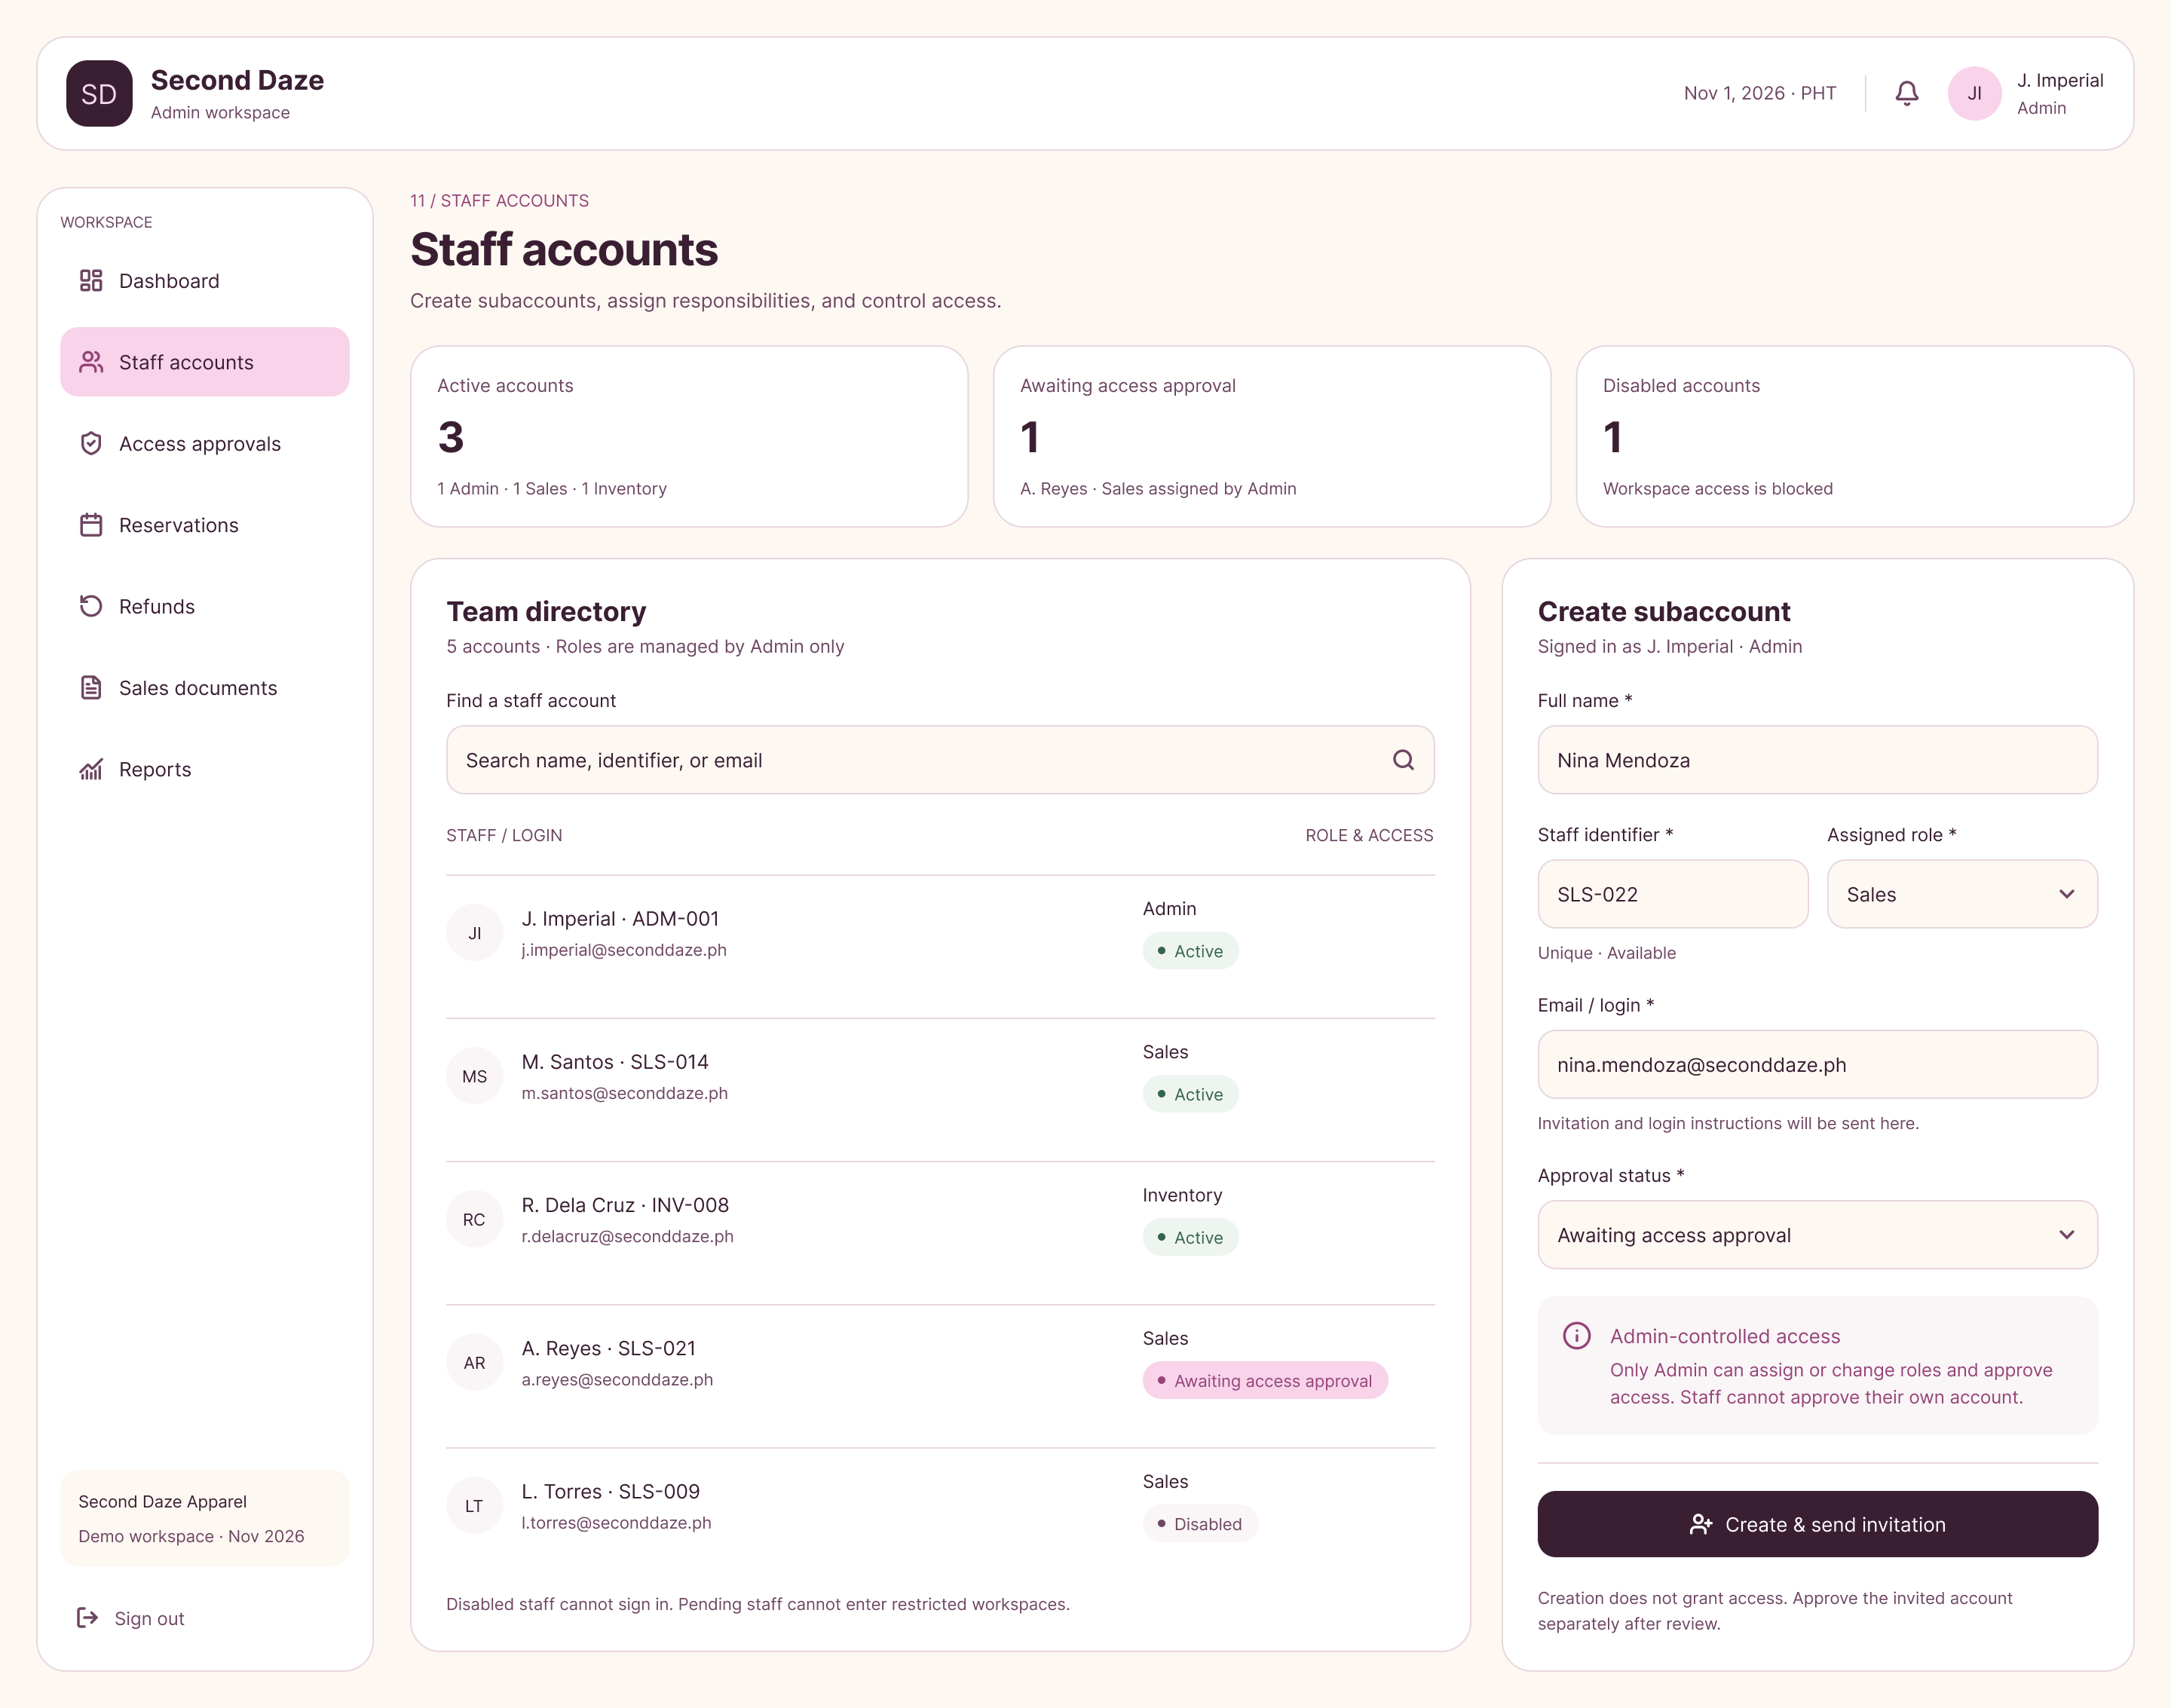 SD
Second Daze
Admin workspace
Nov 1, 2026 · PHT
JI
J. Imperial
Admin
WORKSPACE
Dashboard
Staff accounts
Access approvals
Reservations
Refunds
Sales documents
Reports
Second Daze Apparel
Demo workspace · Nov 2026
Sign out
11 / STAFF ACCOUNTS
Staff accounts
Create subaccounts, assign responsibilities, and control access.
Active accounts
3
1 Admin · 1 Sales · 1 Inventory
Awaiting access approval
1
A. Reyes · Sales assigned by Admin
Disabled accounts
1
Workspace access is blocked
Team directory
5 accounts · Roles are managed by Admin only
Find a staff account
Search name, identifier, or email
STAFF / LOGIN
ROLE & ACCESS
JI
J. Imperial · ADM-001
j.imperial@seconddaze.ph
Admin
Active
MS
M. Santos · SLS-014
m.santos@seconddaze.ph
Sales
Active
RC
R. Dela Cruz · INV-008
r.delacruz@seconddaze.ph
Inventory
Active
AR
A. Reyes · SLS-021
a.reyes@seconddaze.ph
Sales
Awaiting access approval
LT
L. Torres · SLS-009
l.torres@seconddaze.ph
Sales
Disabled
Disabled staff cannot sign in. Pending staff cannot enter restricted workspaces.
Create subaccount
Signed in as J. Imperial · Admin
Full name *
Nina Mendoza
Staff identifier *
SLS-022
Unique · Available
Assigned role *
Sales
Email / login *
nina.mendoza@seconddaze.ph
Invitation and login instructions will be sent here.
Approval status *
Awaiting access approval
Admin-controlled access
Only Admin can assign or change roles and approve
access. Staff cannot approve their own account.
Create & send invitation
Creation does not grant access. Approve the invited account
separately after review.